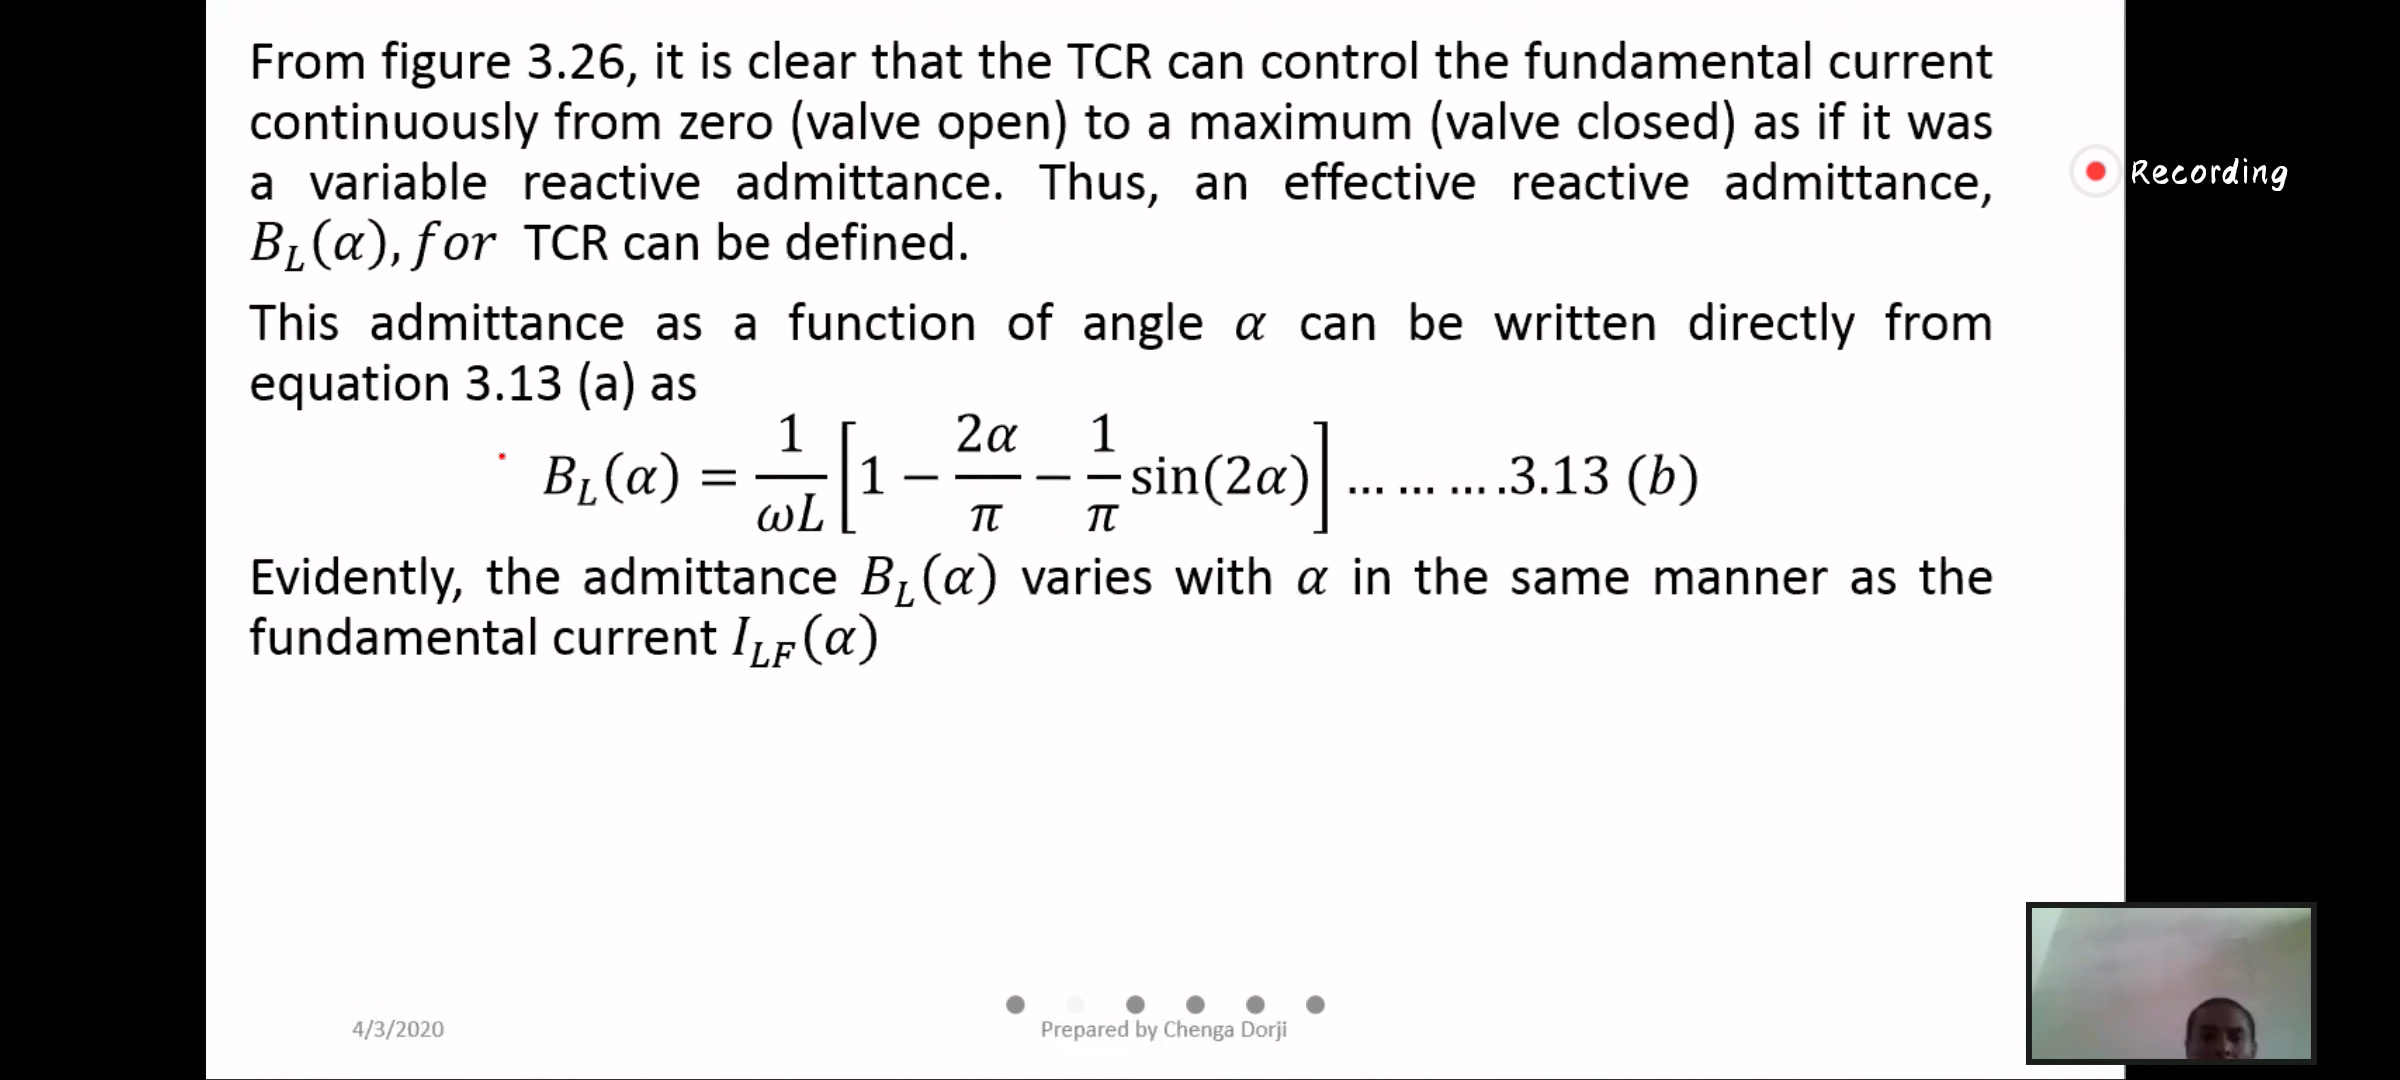 From figure 3.26, it is clear that the TCR can control the fundamental current
continuously from zero (valve open) to a maximum (valve closed) as if it was
a variable reactive admittance. Thus, an effective reactive admittance,
B_L(α), for TCR can be defined.
Recording
This admittance as a function of angle α can be written directly from
equation 3.13 (a) as
B_L(α) = 1/ωL [1 − 2α/π − 1/π sin(2α)] … … … .3.13 (b)
Evidently, the admittance B_L(α) varies with α in the same manner as the
fundamental current I_LF(α)
4/3/2020
Prepared by Chenga Dorji